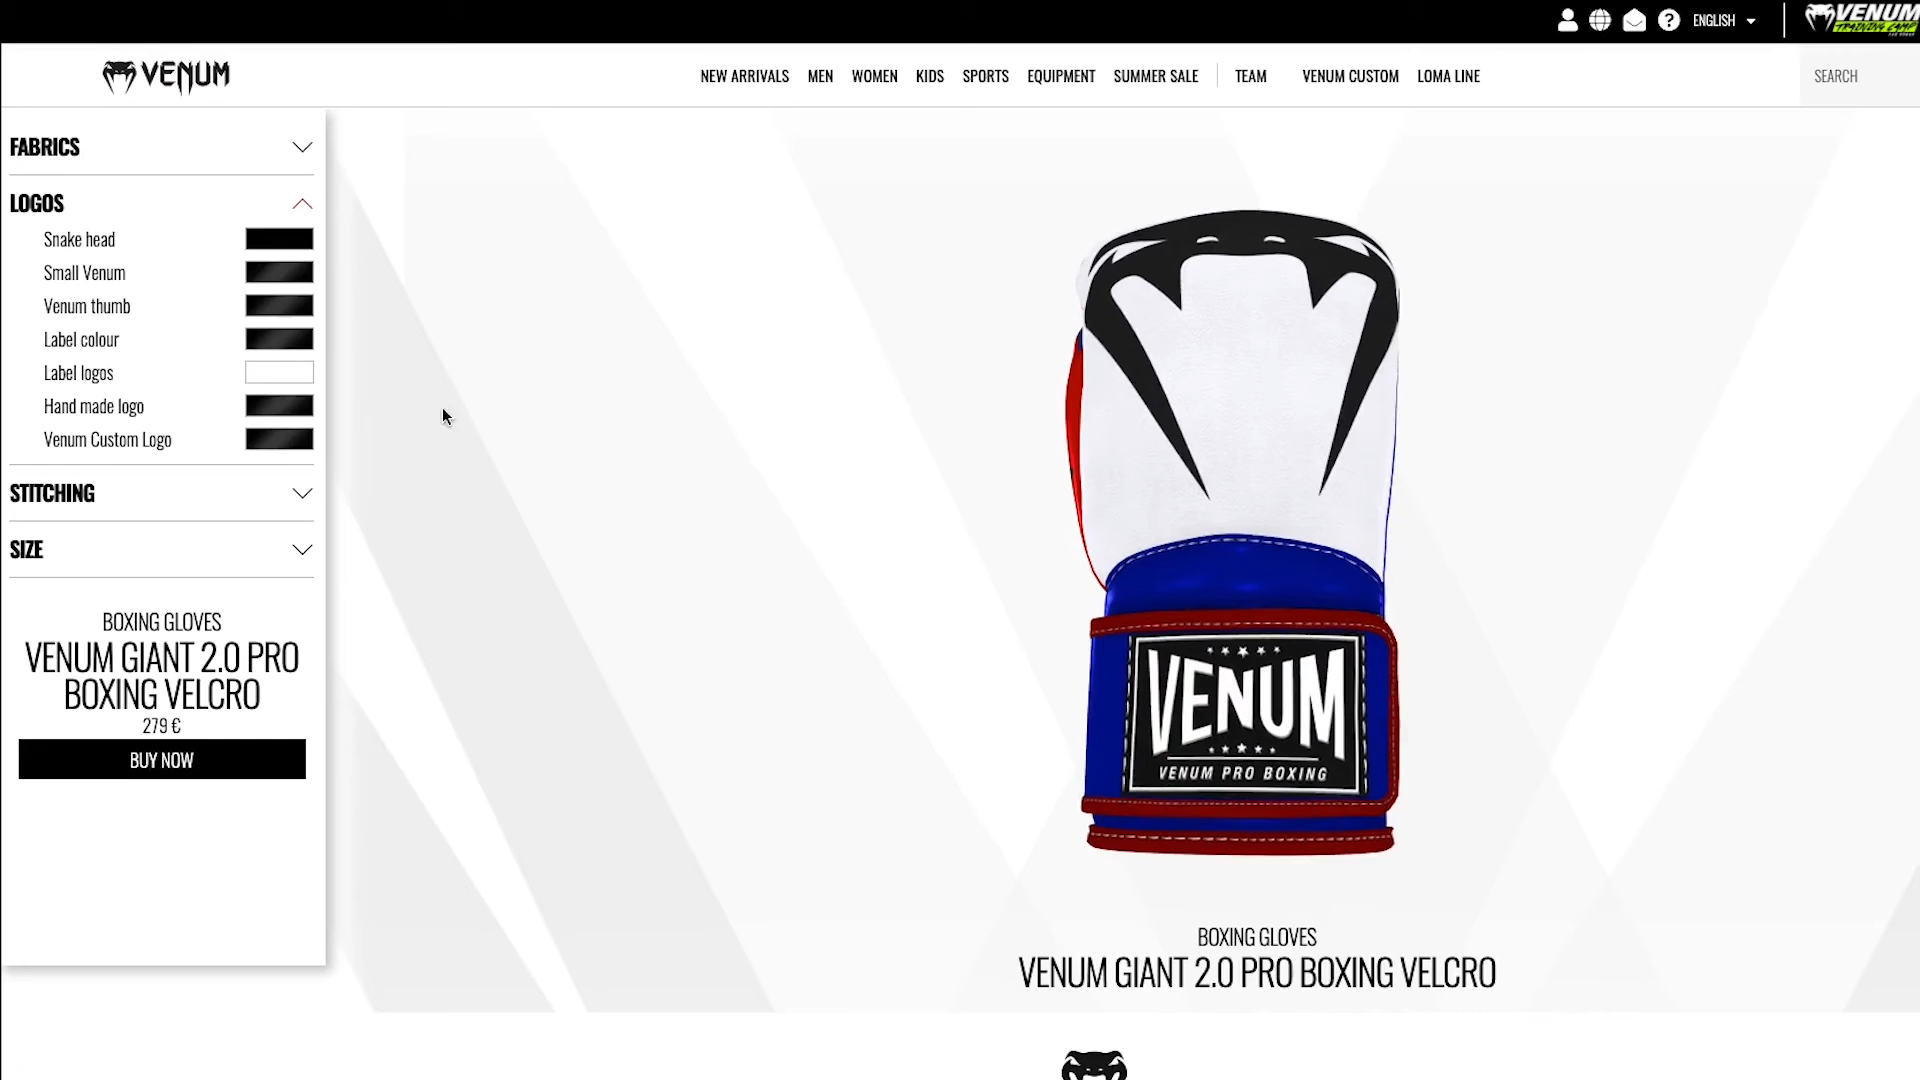 ENGLISH
VENUM
TRAINING CAMP
VENUM
NEW ARRIVALS
MEN
WOMEN
KIDS
SPORTS
EQUIPMENT
SUMMER SALE
TEAM
VENUM CUSTOM
LOMA LINE
SEARCH
FABRICS
LOGOS
Snake head
Small Venum
Venum thumb
Label colour
Label logos
Hand made logo
Venum Custom Logo
STITCHING
SIZE
BOXING GLOVES
VENUM GIANT 2.0 PRO
BOXING VELCRO
279 €
BUY NOW
VENUM
VENUM PRO BOXING
BOXING GLOVES
VENUM GIANT 2.0 PRO BOXING VELCRO